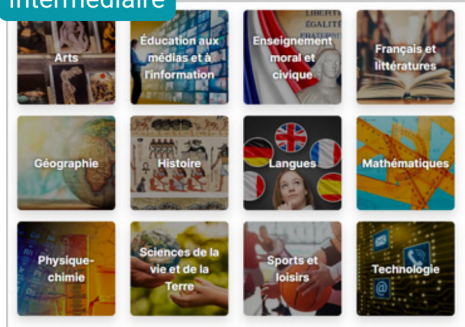 Intermédiaire
Arts
Éducation aux
médias et à
l'information
Enseignement
moral et
civique
Français et
littératures
Géographie
Histoire
Langues
Mathématiques
Physique-
chimie
Sciences de la
vie et de la
Terre
Sports et
loisirs
Technologie